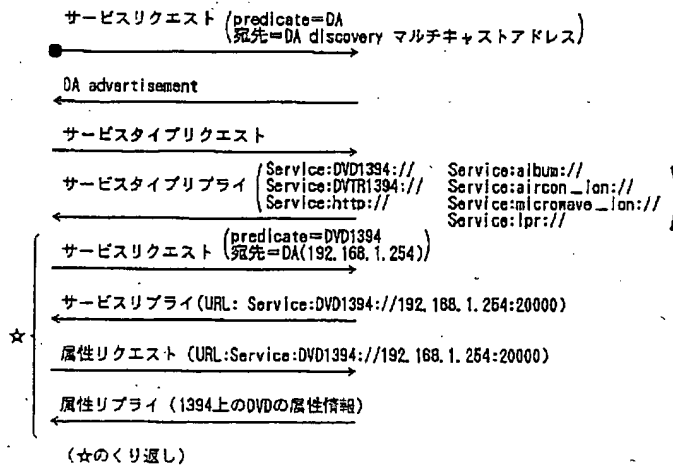 サービスリクエスト (predicate=DA
宛先=DA discovery マルチキャストアドレス)
DA advertisement
サービスタイプリクエスト
サービスタイプリプライ (Service:DVD1394:// Service:album://
Service:DVTR1394:// Service:aircon_lon://
Service:http:// Service:microwave_lon://
Service:lpr://
サービスリクエスト (predicate=DVD1394
宛先=DA(192.168.1.254))
サービスリプライ(URL: Service:DVD1394://192.168.1.254:20000)
☆
属性リクエスト (URL:Service:DVD1394://192.168.1.254:20000)
属性リプライ (1394上のDVDの属性情報)
(☆のくり返し)